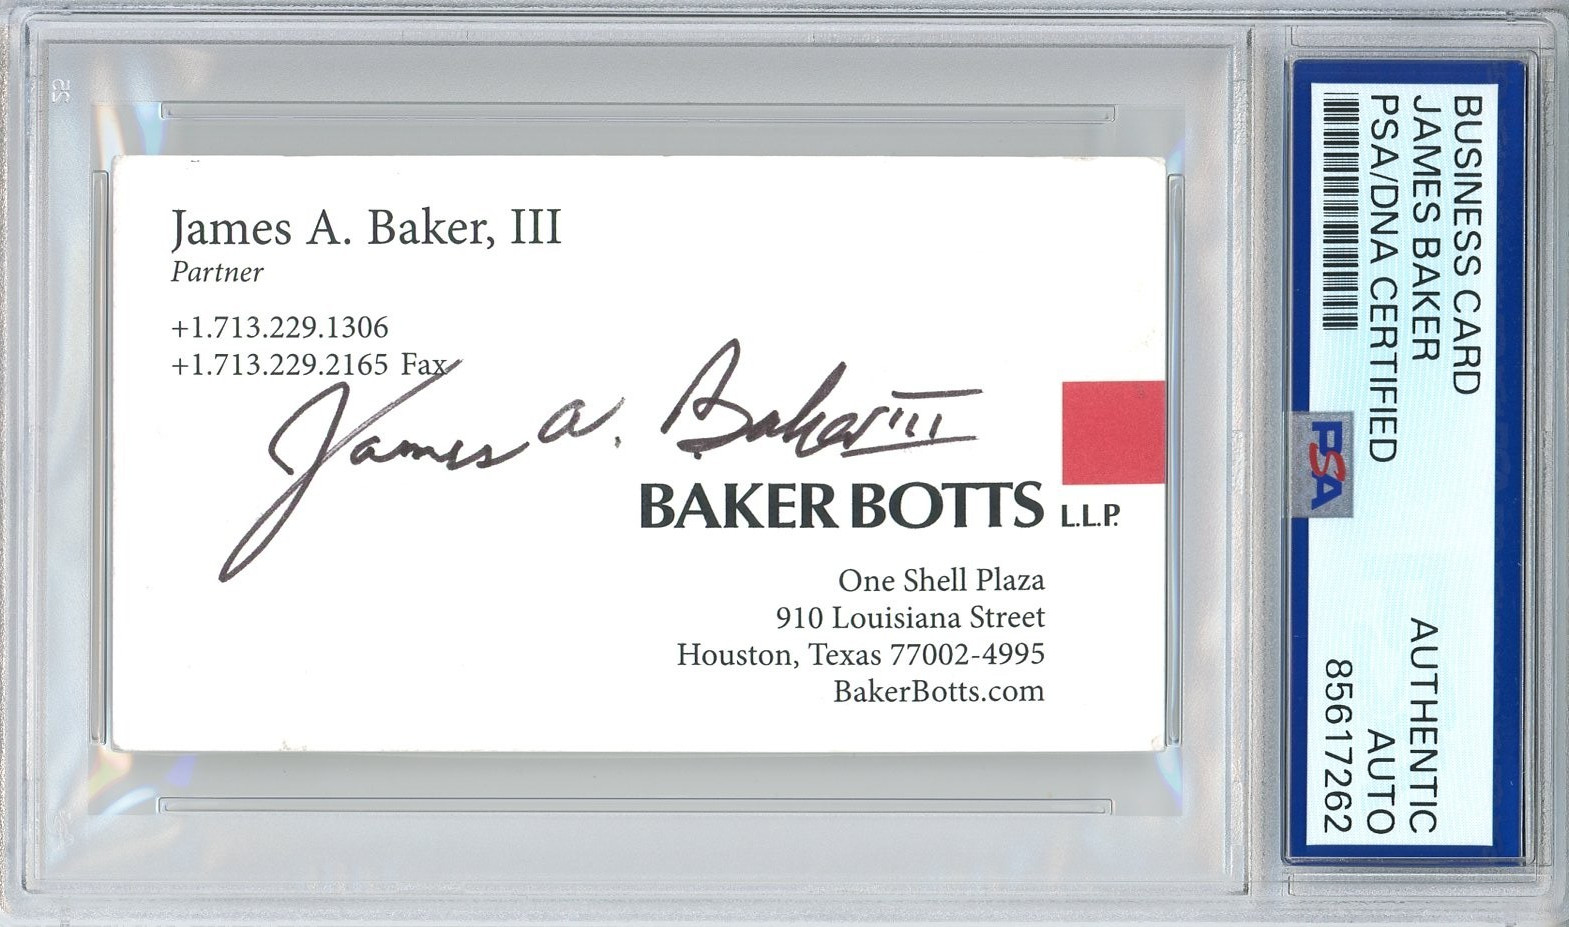 James A. Baker, III
Partner
+1.713.229.1306
+1.713.229.2165 Fax
James A. Baker III
BAKER BOTTS L.L.P.
One Shell Plaza
910 Louisiana Street
Houston, Texas 77002-4995
BakerBotts.com
BUSINESS CARD
JAMES BAKER
PSA/DNA CERTIFIED
AUTHENTIC
AUTO
85617262
PSA